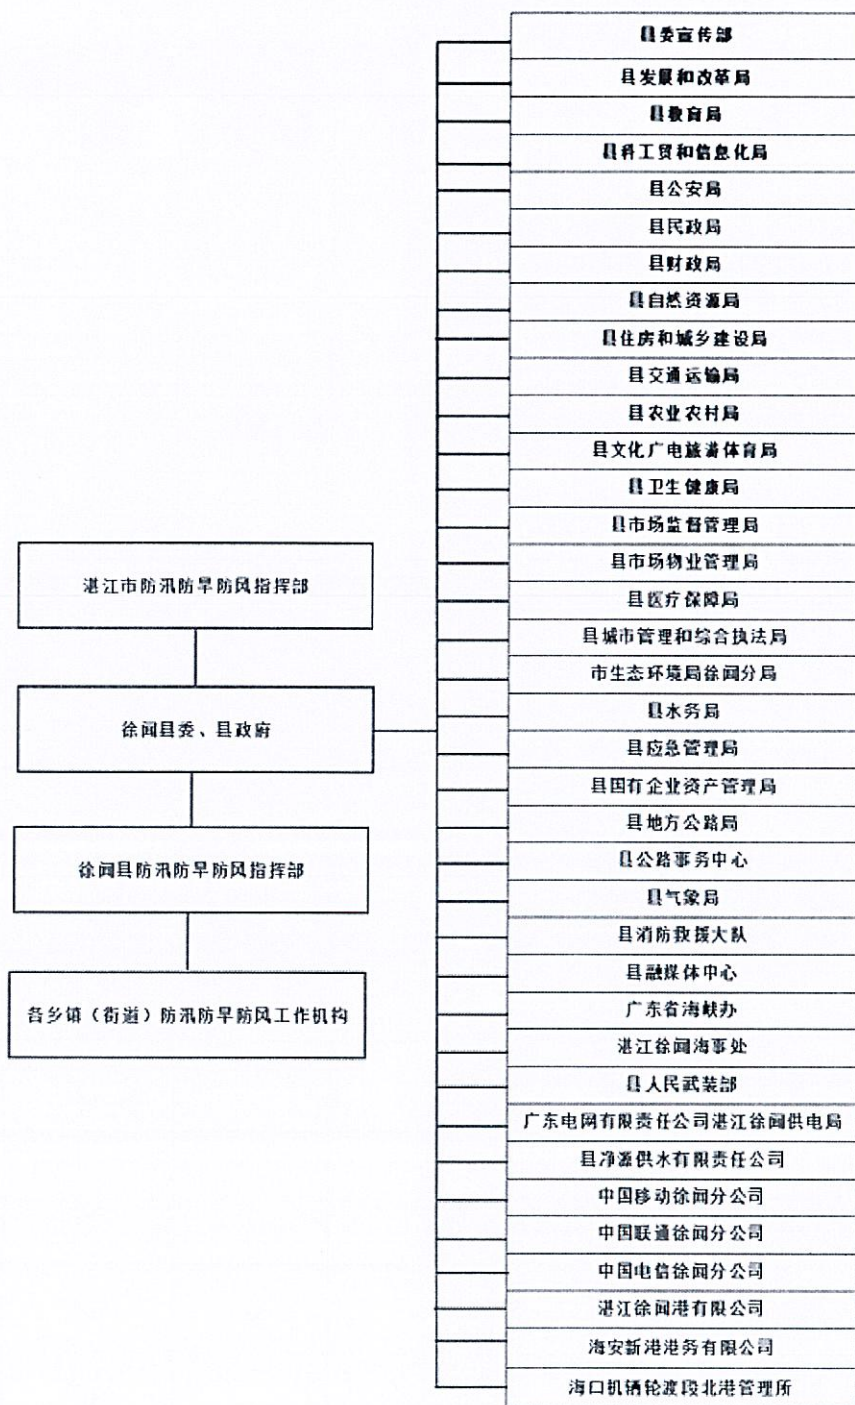 湛江市防汛防旱防风指挥部
徐闻县委、县政府
徐闻县防汛防旱防风指挥部
各乡镇（街道）防汛防旱防风工作机构
县委宣传部
县发展和改革局
县教育局
县科工贸和信息化局
县公安局
县民政局
县财政局
县自然资源局
县住房和城乡建设局
县交通运输局
县农业农村局
县文化广电旅游体育局
县卫生健康局
县市场监督管理局
县市场物业管理局
县医疗保障局
县城市管理和综合执法局
市生态环境局徐闻分局
县水务局
县应急管理局
县国有企业资产管理局
县地方公路局
县公路事务中心
县气象局
县消防救援大队
县融媒体中心
广东省海峡办
湛江徐闻海事处
县人民武装部
广东电网有限责任公司湛江徐闻供电局
县净源供水有限责任公司
中国移动徐闻分公司
中国联通徐闻分公司
中国电信徐闻分公司
湛江徐闻港有限公司
海安新港港务有限公司
海口机辆轮渡段北港管理所